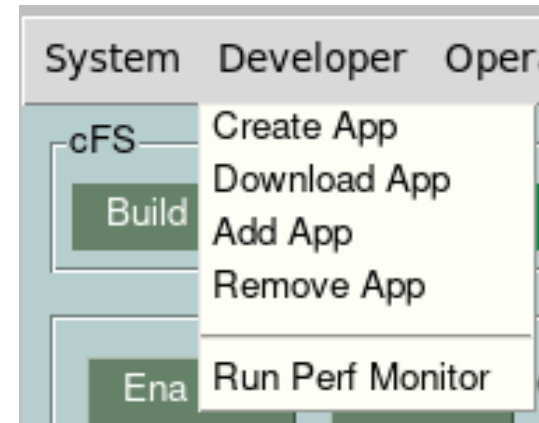 System Developer
cFS
Create App
Download App
Build
Add App
Remove App
Run Perf Monitor